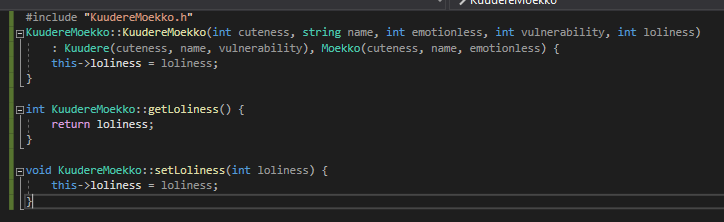 KuudereMoekko
#include "KuudereMoekko.h"
KuudereMoekko::KuudereMoekko(int cuteness, string name, int emotionless, int vulnerability, int loliness)
: Kuudere(cuteness, name, vulnerability), Moekko(cuteness, name, emotionless) {
this->loliness = loliness;
}
int KuudereMoekko::getLoliness() {
return loliness;
}
void KuudereMoekko::setLoliness(int loliness) {
this->loliness = loliness;
}